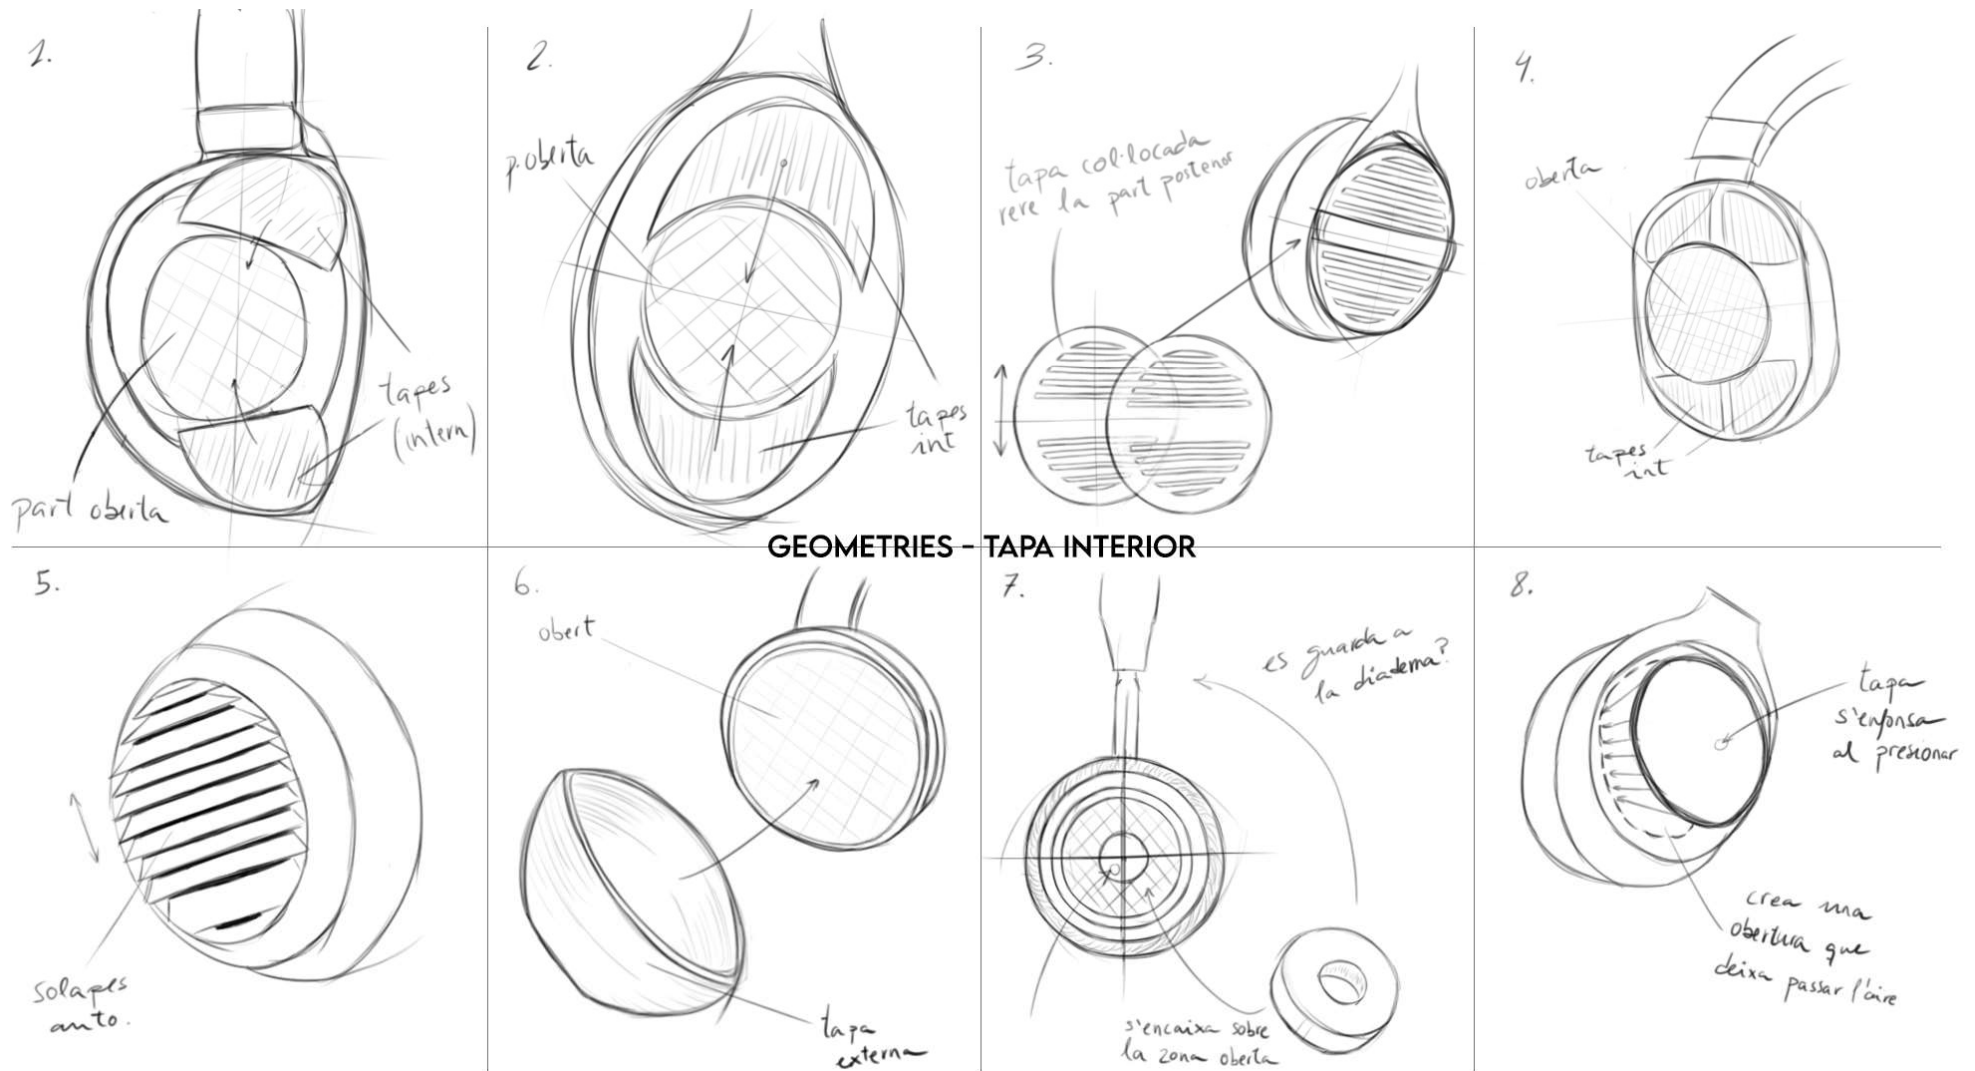 1.
tapes
(intern)
part oberta
2.
p.oberta
tapes
int
3.
tapa col·locada
rere la part posterior
4.
oberta
tapes
int
GEOMETRIES - TAPA INTERIOR
5.
solapes
auto.
6.
obert
tapa
externa
7.
es guarda a
la diadema?
s'encaixa sobre
la zona oberta
8.
tapa
s'enfonsa
al presionar
crea una
obertura que
deixa passar l'aire